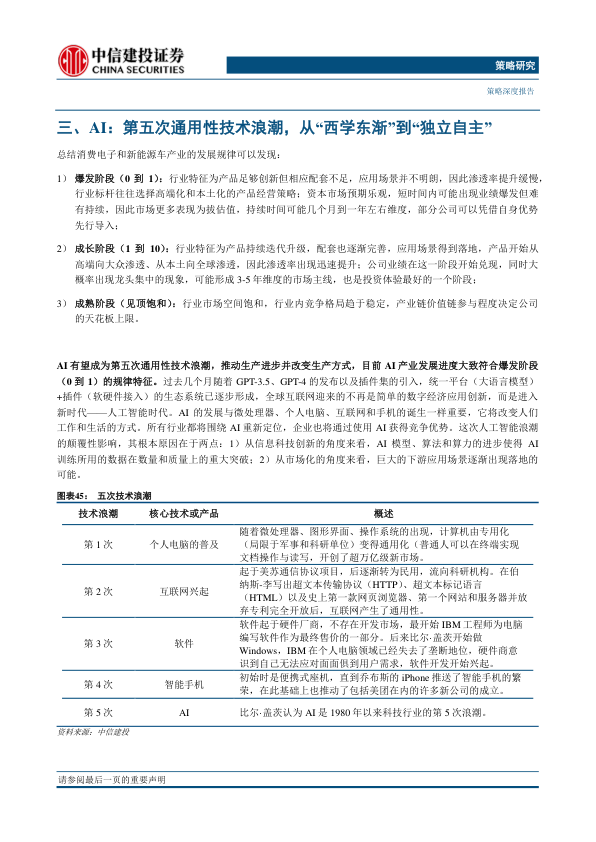 中信建投证券
CHINA SECURITIES
策略研究
策略深度报告
三、AI：第五次通用性技术浪潮，从“西学东渐”到“独立自主”
总结消费电子和新能源车产业的发展规律可以发现：
1） 爆发阶段（0 到 1）：行业特征为产品足够创新但相应配套不足，应用场景并不明朗，因此渗透率提升缓慢，
行业标杆往往选择高端化和本土化的产品经营策略；资本市场预期乐观，短时间内可能出现业绩爆发但难
有持续，因此市场更多表现为拔估值，持续时间可能几个月到一年左右维度，部分公司可以凭借自身优势
先行导入；
2） 成长阶段（1 到 10）：行业特征为产品持续迭代升级，配套也逐渐完善，应用场景得到落地，产品开始从
高端向大众渗透、从本土向全球渗透，因此渗透率出现迅速提升；公司业绩在这一阶段开始兑现，同时大
概率出现龙头集中的现象，可能形成 3-5 年维度的市场主线，也是投资体验最好的一个阶段；
3） 成熟阶段（见顶饱和）：行业市场空间饱和，行业内竞争格局趋于稳定，产业链价值链参与程度决定公司
的天花板上限。
AI 有望成为第五次通用性技术浪潮，推动生产进步并改变生产方式，目前 AI 产业发展进度大致符合爆发阶段
（0 到 1）的规律特征。过去几个月随着 GPT-3.5、GPT-4 的发布以及插件集的引入，统一平台（大语言模型）
+插件（软硬件接入）的生态系统已逐步形成，全球互联网迎来的不再是简单的数字经济应用创新，而是进入
新时代——人工智能时代。AI 的发展与微处理器、个人电脑、互联网和手机的诞生一样重要，它将改变人们
工作和生活的方式。所有行业都将围绕 AI 重新定位，企业也将通过使用 AI 获得竞争优势。这次人工智能浪潮
的颠覆性影响，其根本原因在于两点：1）从信息科技创新的角度来看，AI 模型、算法和算力的进步使得 AI
训练所用的数据在数量和质量上的重大突破；2）从市场化的角度来看，巨大的下游应用场景逐渐出现落地的
可能。
图表45： 五次技术浪潮
技术浪潮 核心技术或产品 概述
随着微处理器、图形界面、操作系统的出现，计算机由专用化
第 1 次 个人电脑的普及 （局限于军事和科研单位）变得通用化（普通人可以在终端实现
文档操作与读写，开创了超万亿级新市场。
起于美苏通信协议项目，后逐渐转为民用，流向科研机构。在伯
第 2 次 互联网兴起 纳斯-李写出超文本传输协议（HTTP）、超文本标记语言
（HTML）以及史上第一款网页浏览器、第一个网站和服务器并放
弃专利完全开放后，互联网产生了通用性。
软件起于硬件厂商，不存在开发市场，最开始 IBM 工程师为电脑
第 3 次 软件 编写软件作为最终售价的一部分。后来比尔·盖茨开始做
Windows，IBM 在个人电脑领域已经失去了垄断地位，硬件商意
识到自己无法应对面面俱到用户需求，软件开发开始兴起。
第 4 次 智能手机 初始时是便携式座机，直到乔布斯的 iPhone 推送了智能手机的繁
荣，在此基础上也推动了包括美团在内的许多新公司的成立。
第 5 次 AI 比尔·盖茨认为 AI 是 1980 年以来科技行业的第 5 次浪潮。
资料来源：中信建投
请参阅最后一页的重要声明